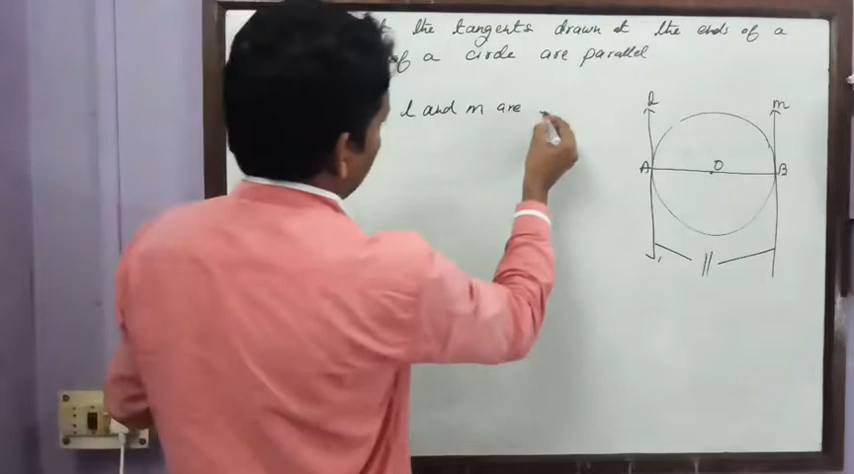 the tangents drawn at the ends of a
of a circle are parallel
l and m are
l
m
A
O
B